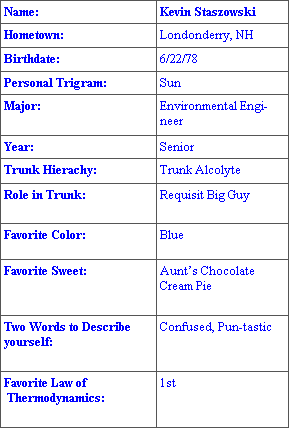 Name: Kevin Staszowski
Hometown: Londonderry, NH
Birthdate: 6/22/78
Personal Trigram: Sun
Major: Environmental Engi-
neer
Year: Senior
Trunk Hierachy: Trunk Alcolyte
Role in Trunk: Requisit Big Guy
Favorite Color: Blue
Favorite Sweet: Aunt's Chocolate
Cream Pie
Two Words to Describe Confused, Pun-tastic
yourself:
Favorite Law of 1st
Thermodynamics: